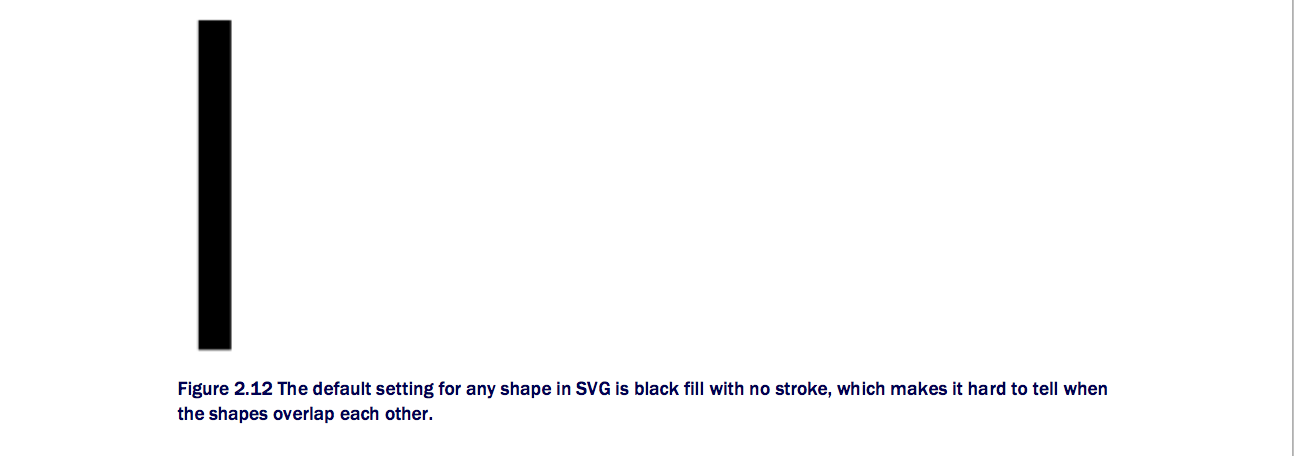 Figure 2.12 The default setting for any shape in SVG is black fill with no stroke, which makes it hard to tell when
the shapes overlap each other.